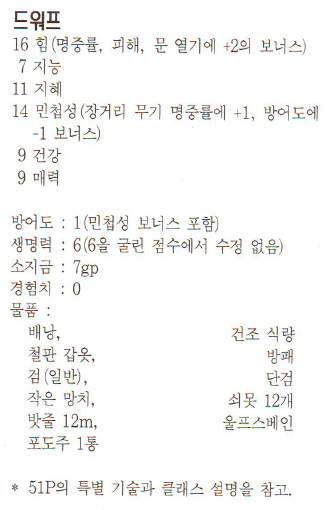 드워프
16 힘(명중률, 피해, 문 열기에 +2의 보너스)
7 지능
11 지혜
14 민첩성(장거리 무기 명중률에 +1, 방어도에
-1 보너스)
9 건강
9 매력
방어도 : 1(민첩성 보너스 포함)
생명력 : 6(6을 굴린 점수에서 수정 없음)
소지금 : 7gp
경험치 : 0
물품 :
배낭, 건조 식량
철판 갑옷, 방패
검(일반), 단검
작은 망치, 쇠못 12개
밧줄 12m, 울프스베인
포도주 1통
* 51P의 특별 기술과 클래스 설명을 참고.